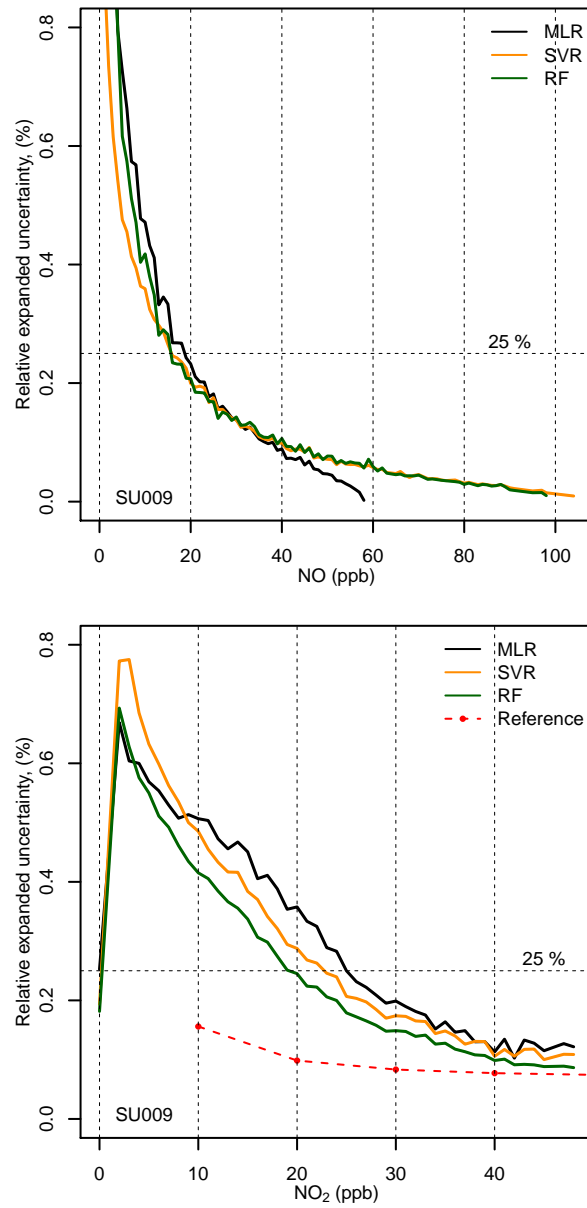 0.8
MLR
SVR
RF
0.6
Relative expanded uncertainty, (%)
0.4
25 %
0.2
0.0
SU009
0 20 40 60 80 100
NO (ppb)
0.8
MLR
SVR
RF
Reference
0.6
Relative expanded uncertainty, (%)
0.4
25 %
0.2
0.0
SU009
0 10 20 30 40
NO₂ (ppb)